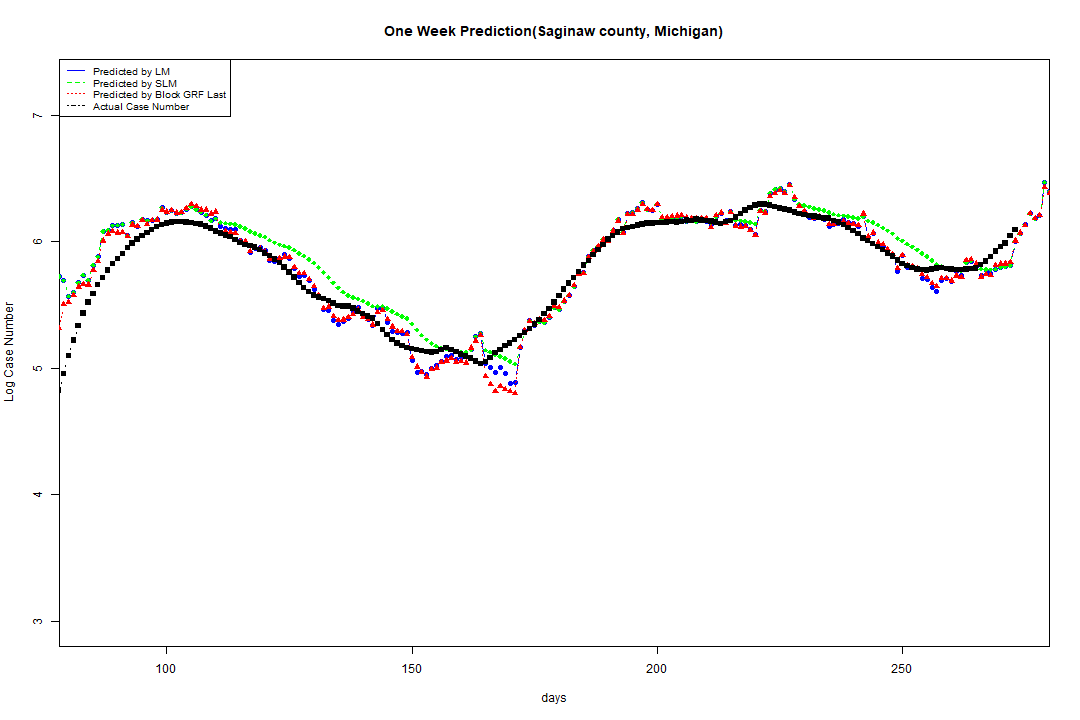 One Week Prediction(Saginaw county, Michigan)
Predicted by LM
Predicted by SLM
Predicted by Block GRF Last
Actual Case Number
7
6
5
4
3
Log Case Number
100 150 200 250
days